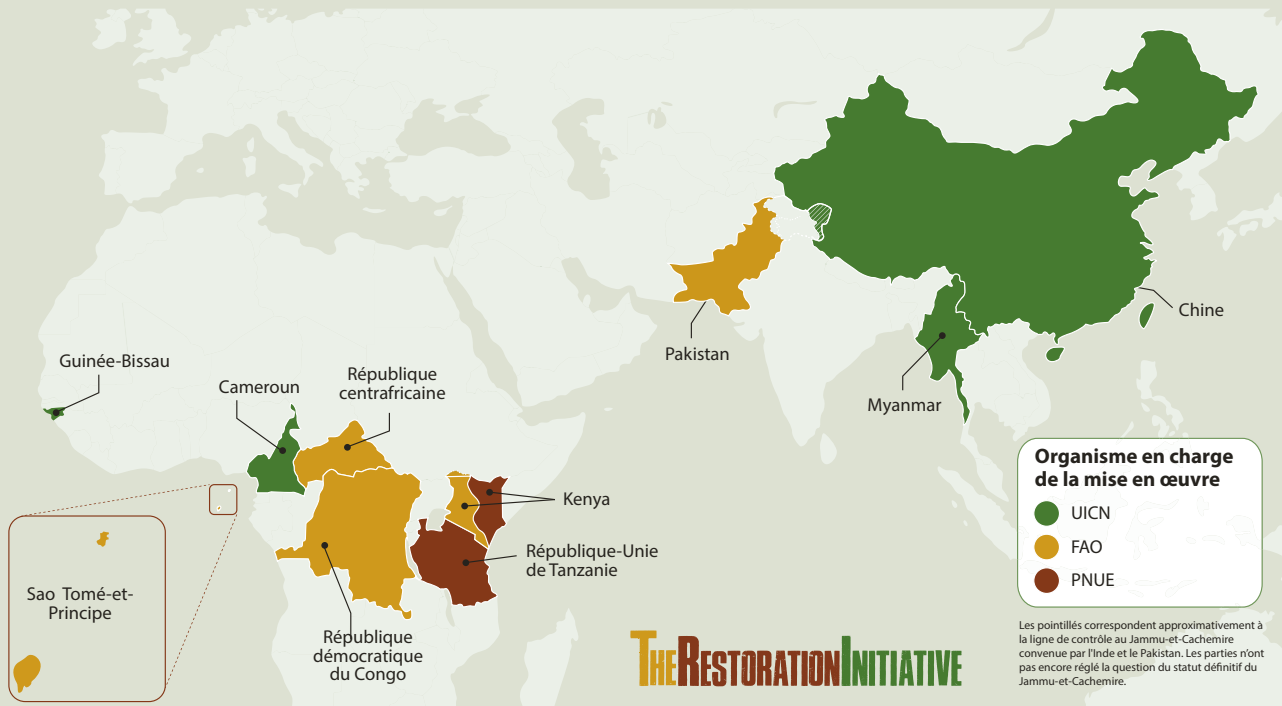 Guinée-Bissau
Cameroun
République
centrafricaine
Kenya
République-Unie
de Tanzanie
République
démocratique
du Congo
Sao Tomé-et-
Principe
Pakistan
Myanmar
Chine
Organisme en charge
de la mise en œuvre
UICN
FAO
PNUE
Les pointillés correspondent approximativement à
la ligne de contrôle au Jammu-et-Cachemire
convenue par l'Inde et le Pakistan. Les parties n'ont
pas encore réglé la question du statut définitif du
Jammu-et-Cachemire.
THE RESTORATION INITIATIVE